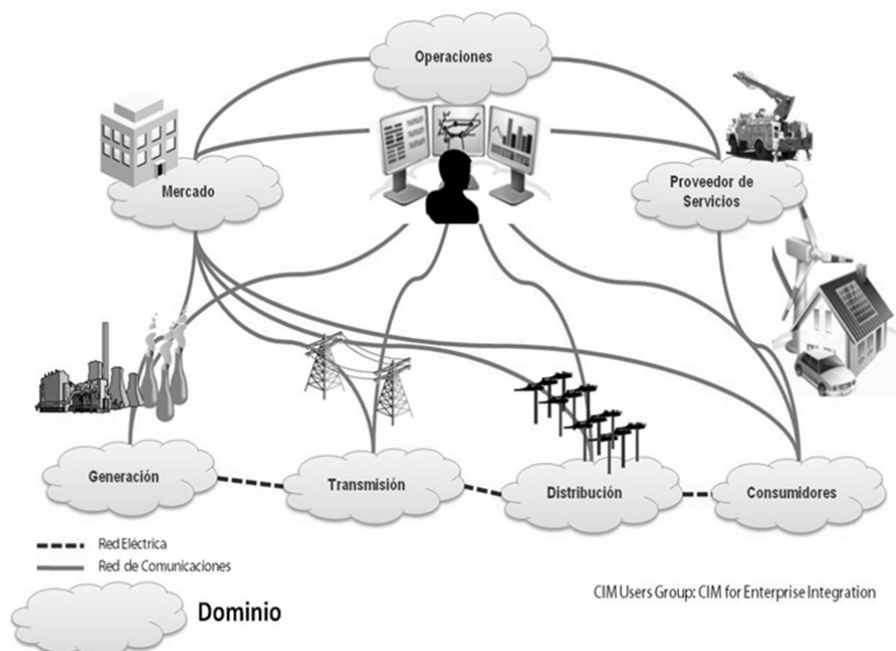 Operaciones
Mercado
Proveedor de
Servicios
Generación
Transmisión
Distribución
Consumidores
Red Eléctrica
Red de Comunicaciones
CIM Users Group: CIM for Enterprise Integration
Dominio